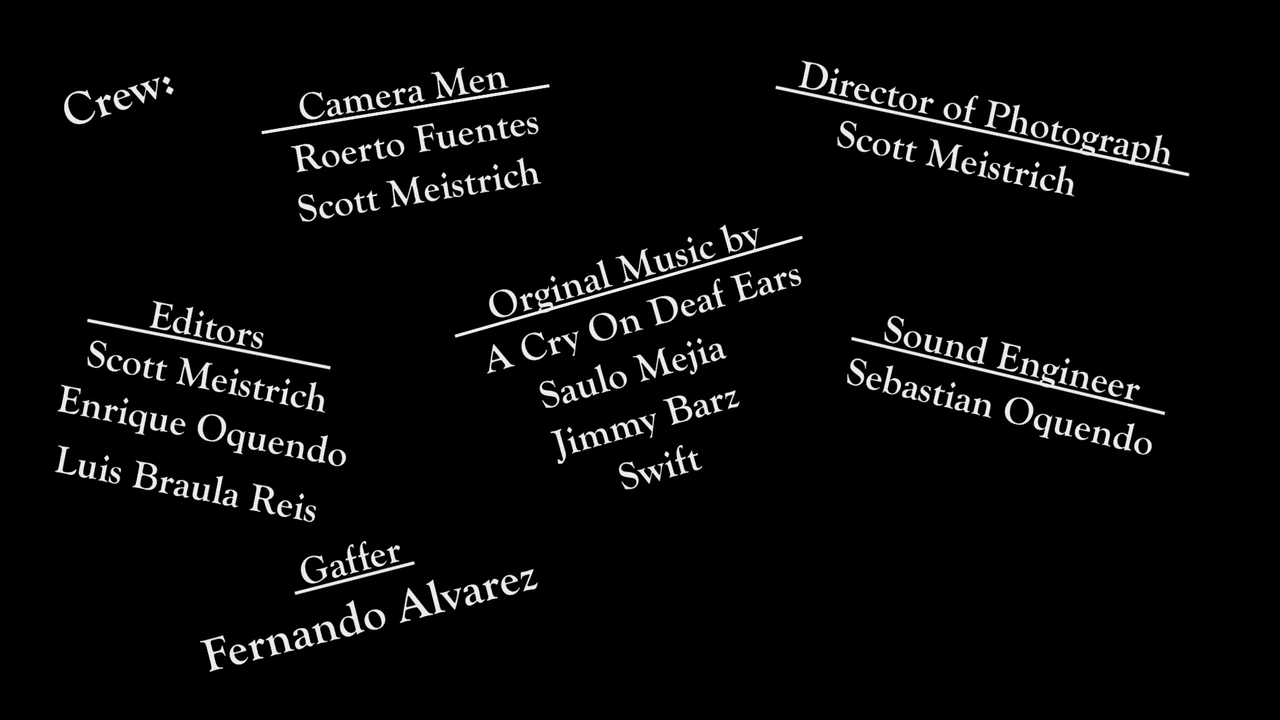 Crew:
Camera Men
Roerto Fuentes
Scott Meistrich
Director of Photograph
Scott Meistrich
Editors
Scott Meistrich
Enrique Oquendo
Luis Braula Reis
Orginal Music by
A Cry On Deaf Ears
Saulo Mejia
Jimmy Barz
Swift
Sound Engineer
Sebastian Oquendo
Gaffer
Fernando Alvarez